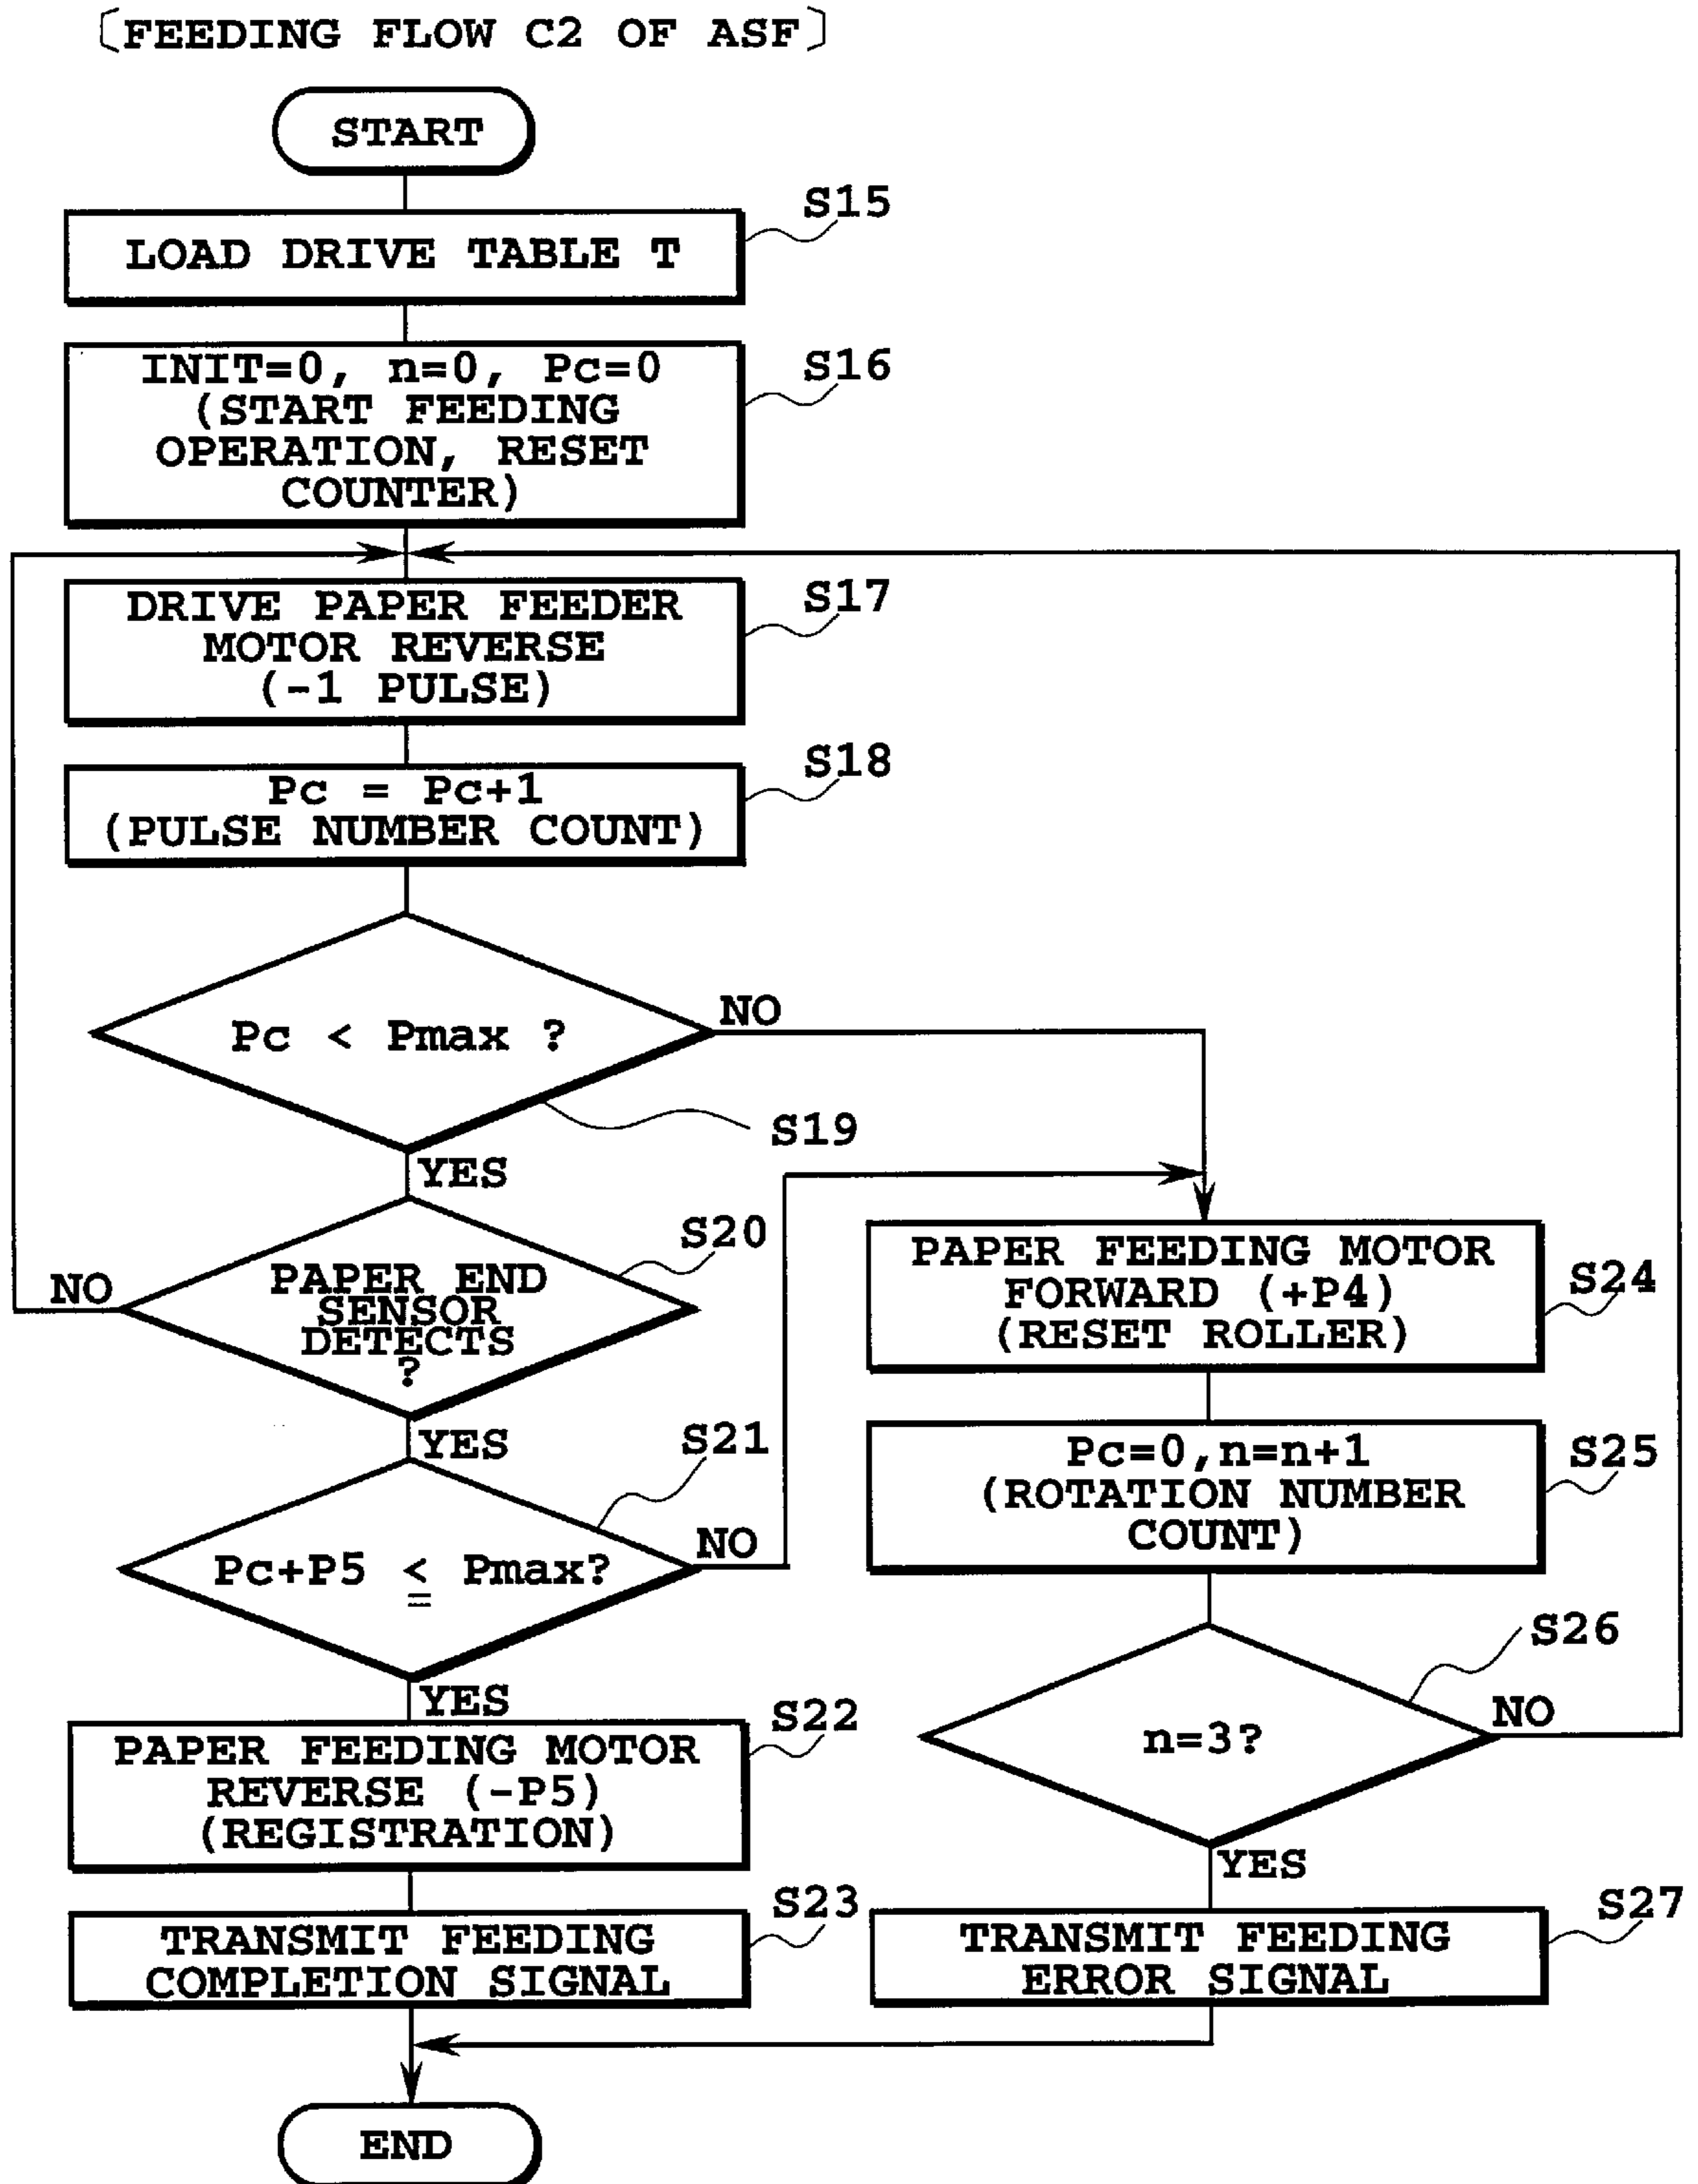 [FEEDING FLOW C2 OF ASF]
START
S15
LOAD DRIVE TABLE T
S16
INIT=0, n=0, Pc=0
(START FEEDING
OPERATION, RESET
COUNTER)
S17
DRIVE PAPER FEEDER
MOTOR REVERSE
(-1 PULSE)
S18
Pc = Pc+1
(PULSE NUMBER COUNT)
NO
Pc < Pmax ?
S19
YES
S20
NO
PAPER END
SENSOR
DETECTS
?
YES
S21
NO
Pc+P5 ≦ Pmax?
YES
S22
PAPER FEEDING MOTOR
REVERSE (-P5)
(REGISTRATION)
S23
TRANSMIT FEEDING
COMPLETION SIGNAL
S24
PAPER FEEDING MOTOR
FORWARD (+P4)
(RESET ROLLER)
S25
Pc=0,n=n+1
(ROTATION NUMBER
COUNT)
S26
NO
n=3?
YES
S27
TRANSMIT FEEDING
ERROR SIGNAL
END